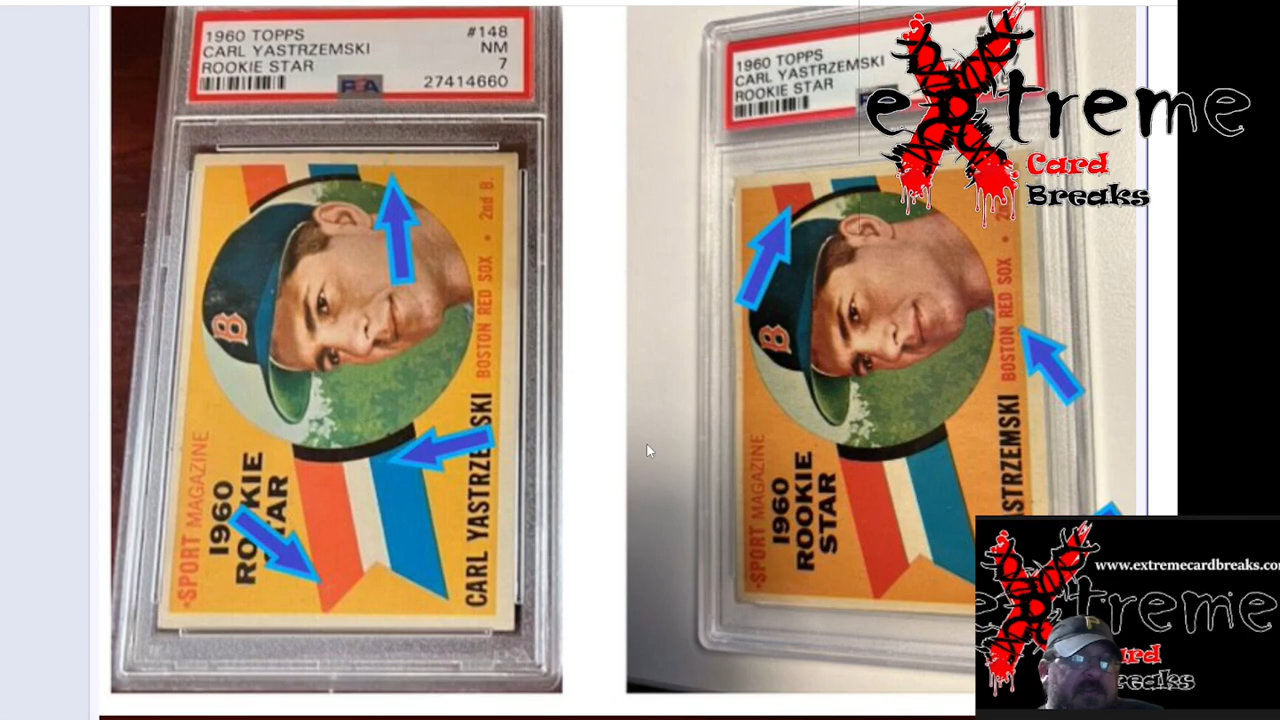 1960 TOPPS #148
CARL YASTRZEMSKI NM
ROOKIE STAR 7
PSA 27414660
2nd B.
BOSTON RED SOX •
CARL YASTRZEMSKI
B
SPORT MAGAZINE
1960
ROOKIE
STAR
1960 TOPPS
CARL YASTRZEMSKI
ROOKIE STAR
BOSTON RED SOX •
B
SPORT MAGAZINE
1960
ROOKIE
STAR
eXtreme
Card
Breaks
www.extremecardbreaks.co
eXtreme